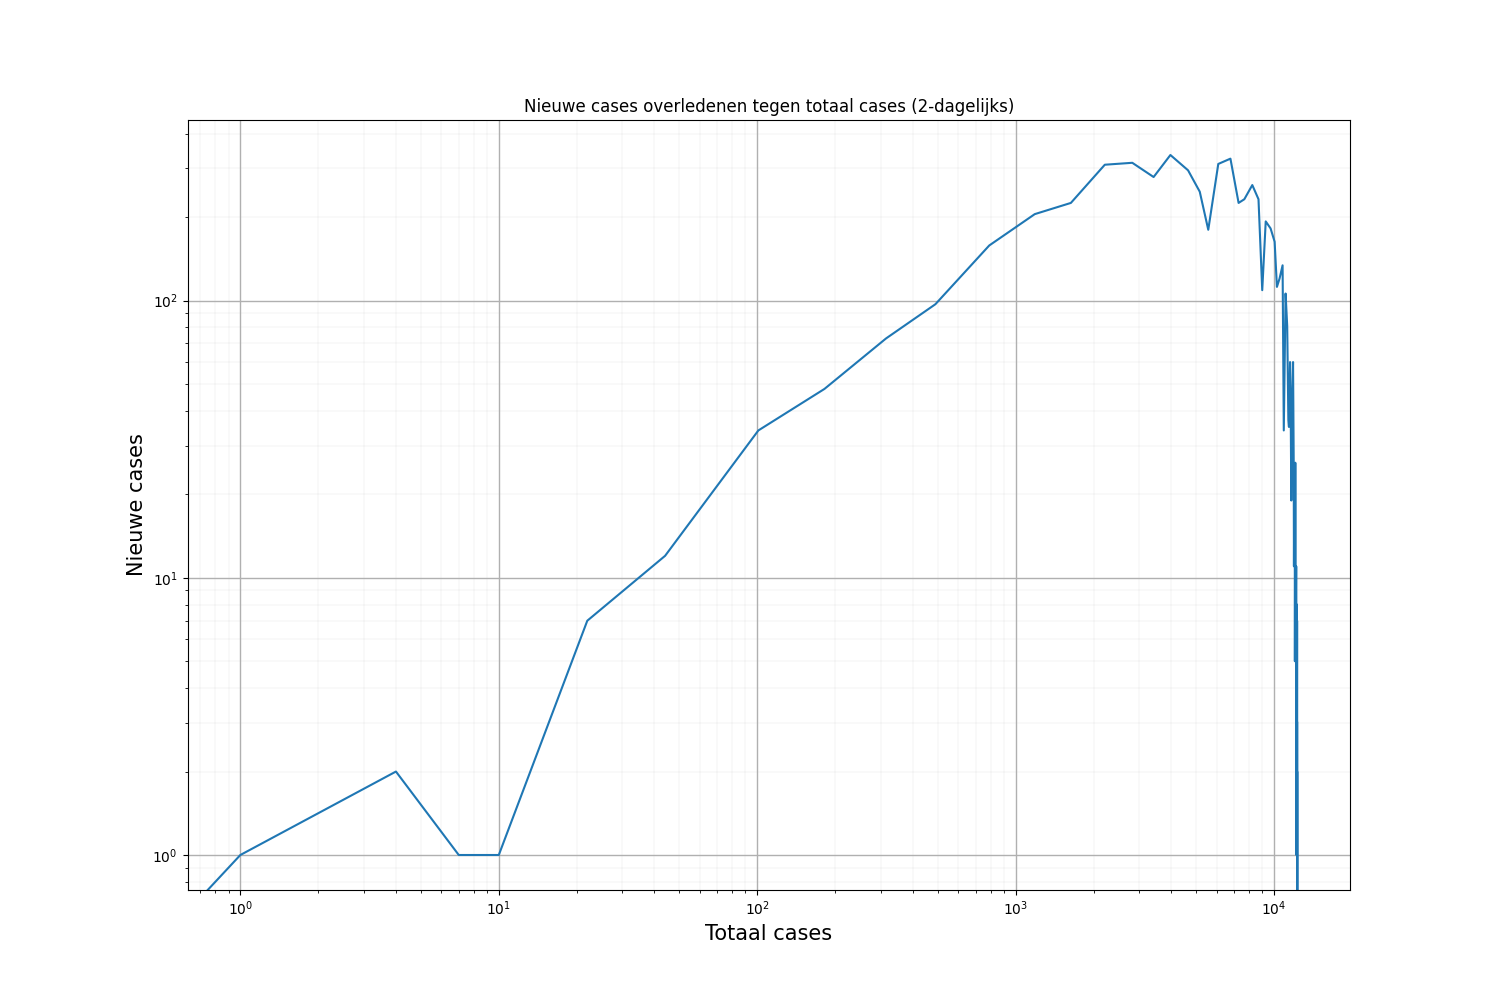 Nieuwe cases overledenen tegen totaal cases (2-dagelijks)
Nieuwe cases
10²
10¹
10⁰
10⁰ 10¹ 10² 10³ 10⁴
Totaal cases